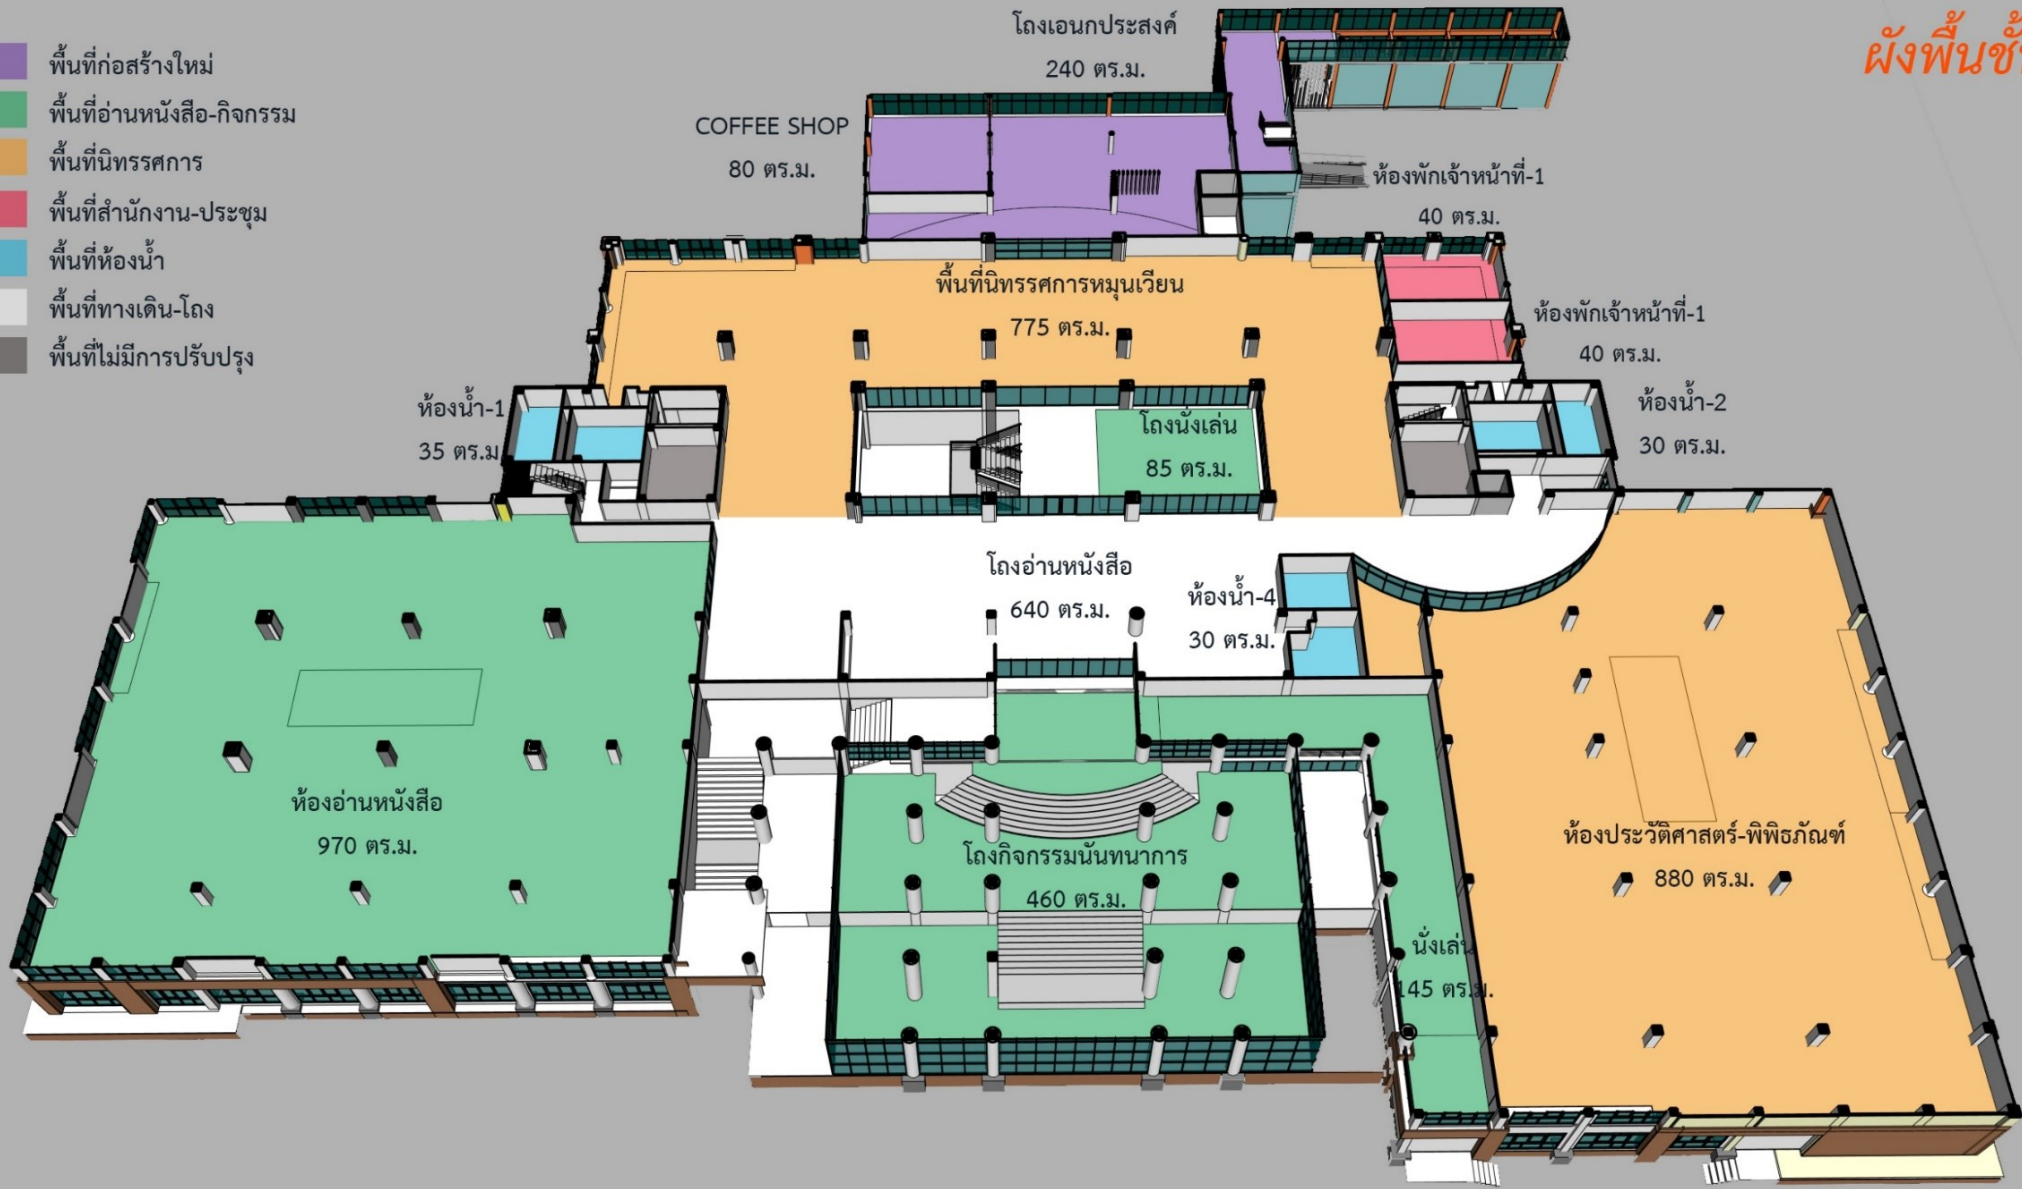 ผังพื้นชั้
พื้นที่ก่อสร้างใหม่
พื้นที่อ่านหนังสือ-กิจกรรม
พื้นที่นิทรรศการ
พื้นที่สำนักงาน-ประชุม
พื้นที่ห้องน้ำ
พื้นที่ทางเดิน-โถง
พื้นที่ไม่มีการปรับปรุง
โถงเอนกประสงค์
240 ตร.ม.
COFFEE SHOP
80 ตร.ม.
ห้องพักเจ้าหน้าที่-1
40 ตร.ม.
พื้นที่นิทรรศการหมุนเวียน
775 ตร.ม.
ห้องพักเจ้าหน้าที่-1
40 ตร.ม.
ห้องน้ำ-1
35 ตร.ม
โถงนั่งเล่น
85 ตร.ม.
ห้องน้ำ-2
30 ตร.ม.
โถงอ่านหนังสือ
640 ตร.ม.
ห้องน้ำ-4
30 ตร.ม.
ห้องอ่านหนังสือ
970 ตร.ม.
โถงกิจกรรมนันทนาการ
460 ตร.ม.
ห้องประวัติศาสตร์-พิพิธภัณฑ์
880 ตร.ม.
นั่งเล่น
145 ตร.ม.